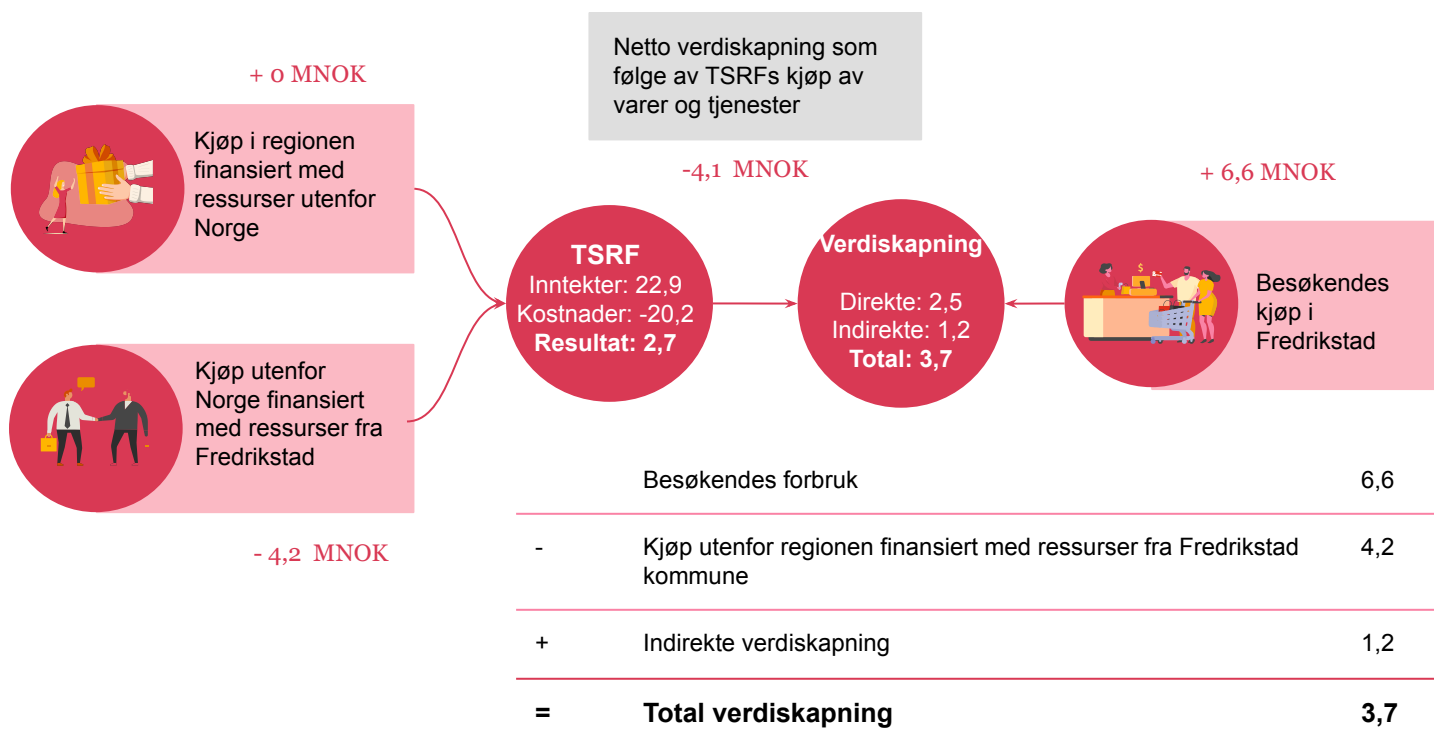 Netto verdiskapning som
følge av TSRFs kjøp av
varer og tjenester
+ 0 MNOK
Kjøp i regionen
finansiert med
ressurser utenfor
Norge
-4,1 MNOK
+ 6,6 MNOK
TSRF
Inntekter: 22,9
Kostnader: -20,2
Resultat: 2,7
Verdiskapning
Direkte: 2,5
Indirekte: 1,2
Total: 3,7
$
Besøkendes
kjøp i
Fredrikstad
Kjøp utenfor
Norge finansiert
med ressurser fra
Fredrikstad
- 4,2 MNOK
Besøkendes forbruk 6,6
- Kjøp utenfor regionen finansiert med ressurser fra Fredrikstad 4,2
kommune
+ Indirekte verdiskapning 1,2
= Total verdiskapning 3,7